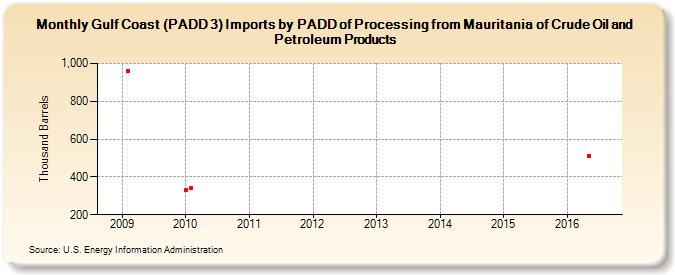 Monthly Gulf Coast (PADD 3) Imports by PADD of Processing from Mauritania of Crude Oil and
Petroleum Products
Thousand Barrels
1,000
800
600
400
200
2009 2010 2011 2012 2013 2014 2015 2016
Source: U.S. Energy Information Administration